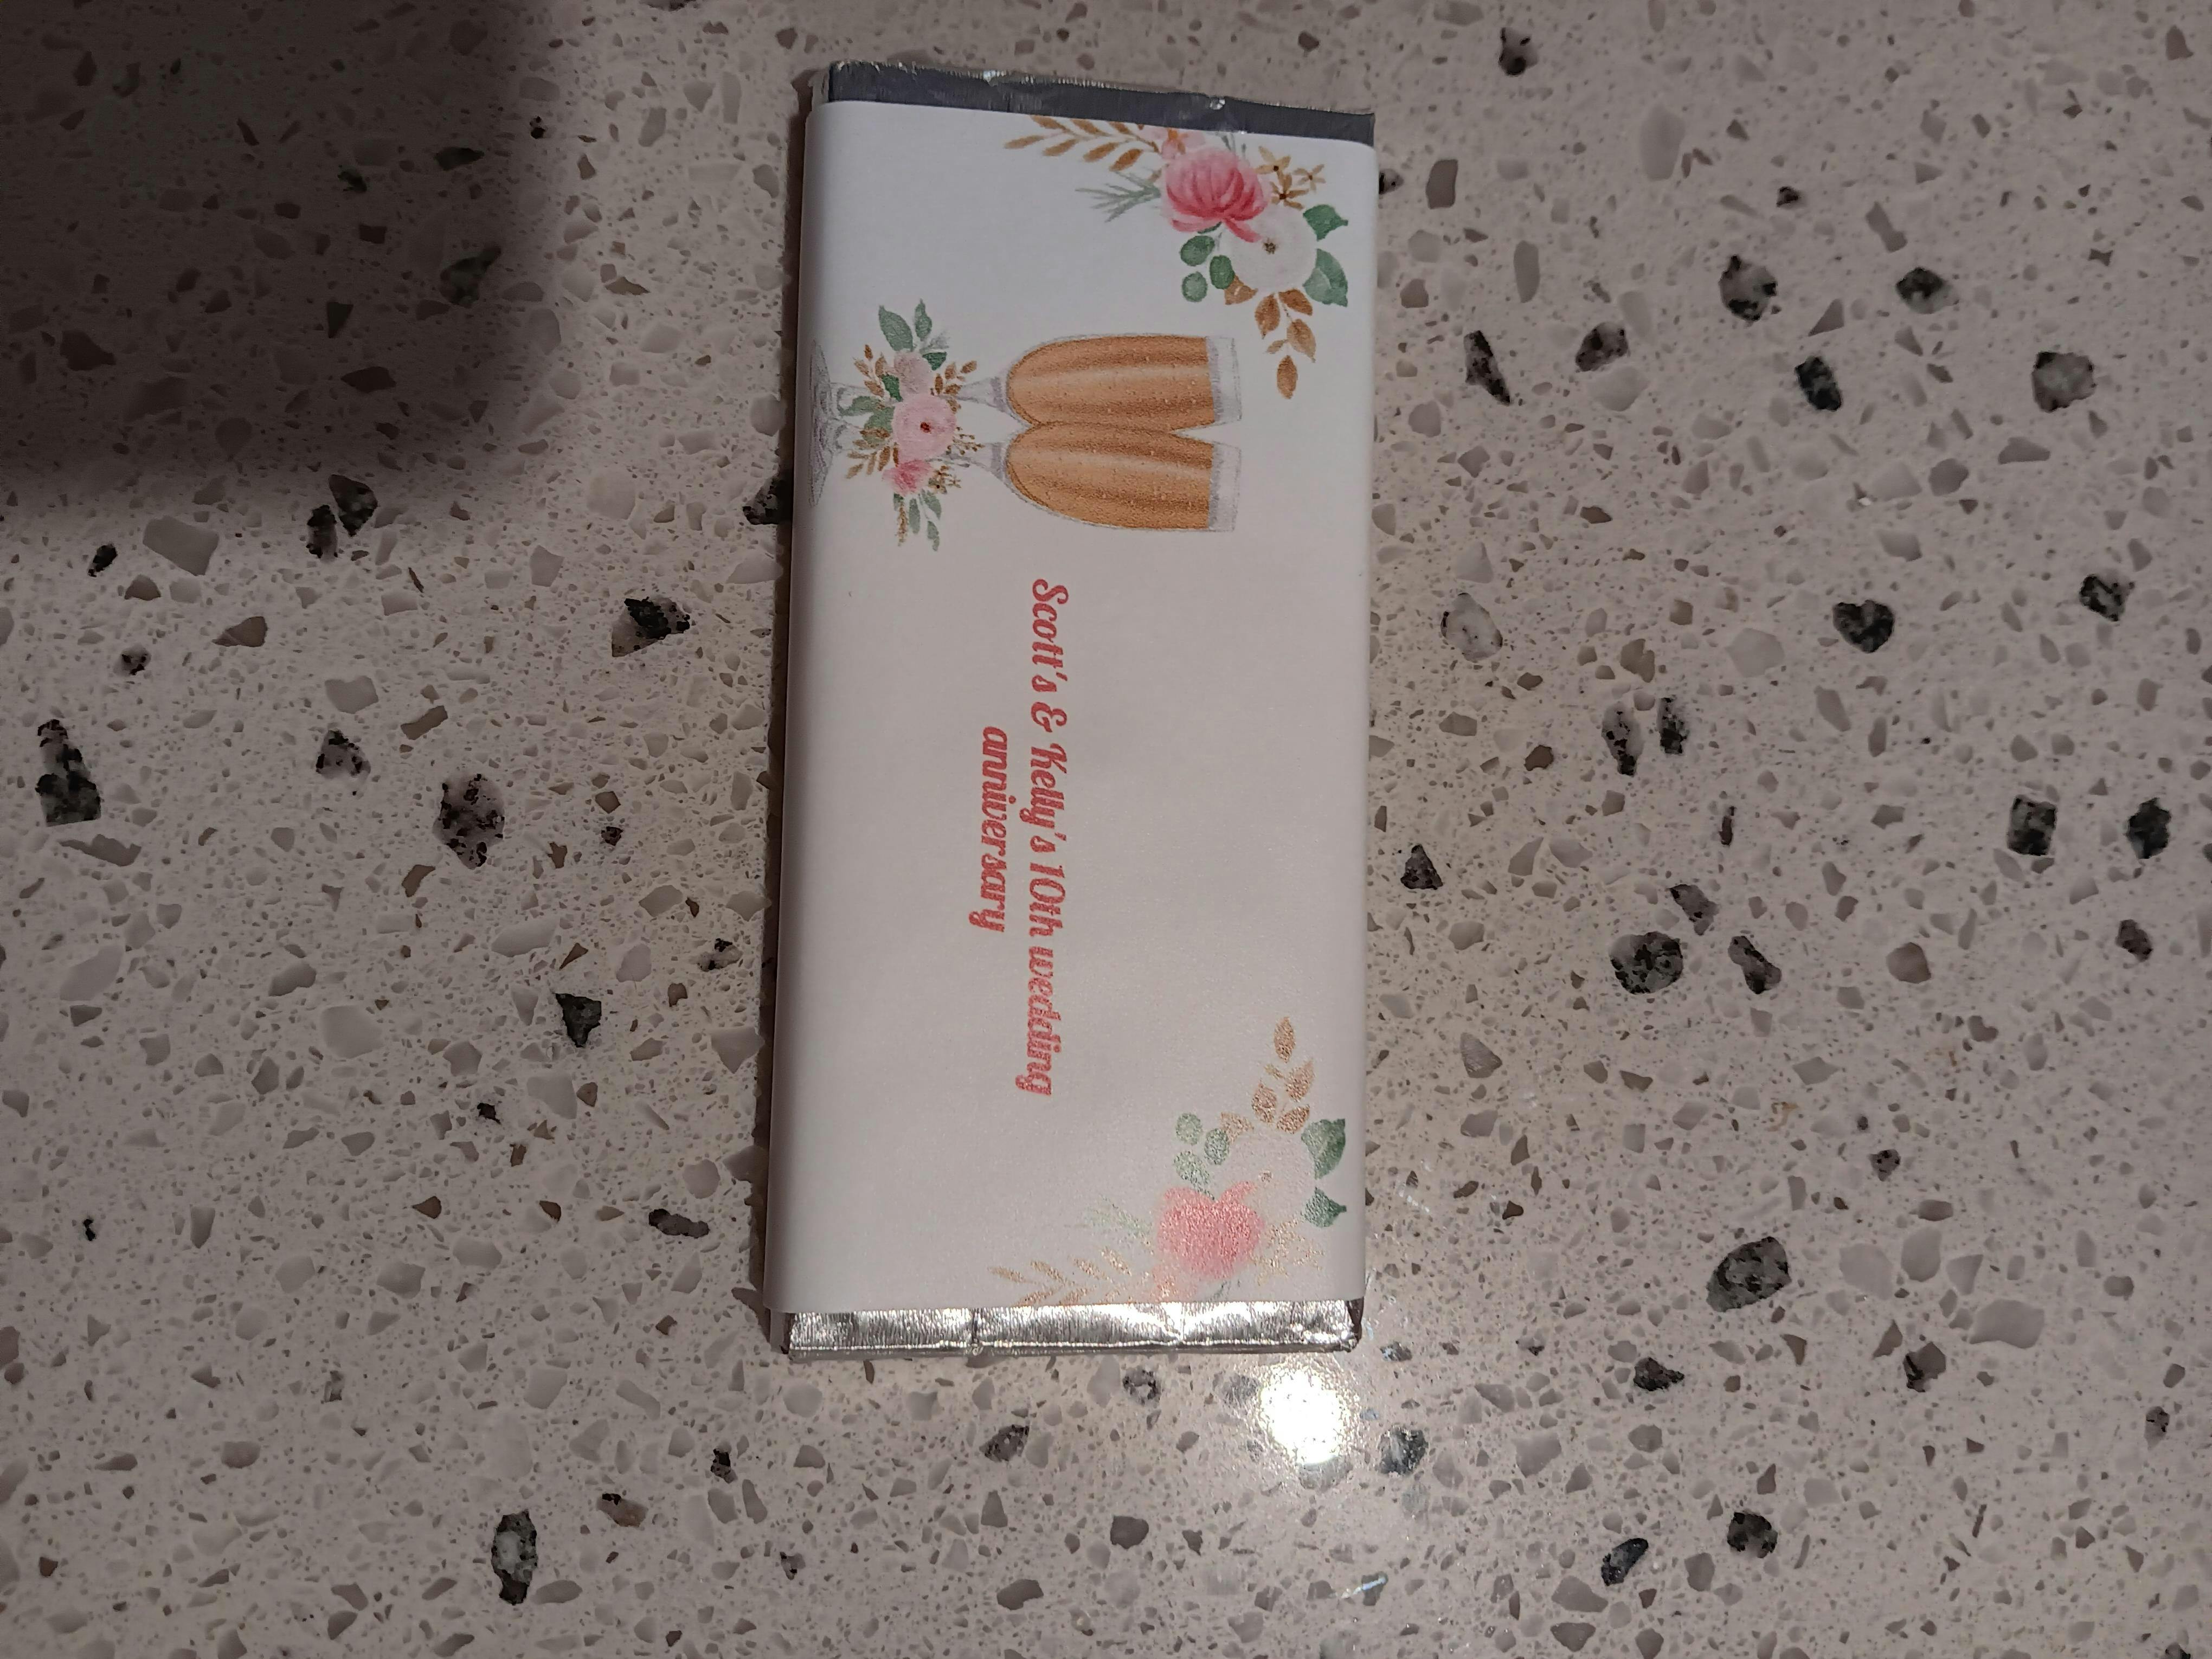 Scott's & Kelly's 10th wedding
anniversary